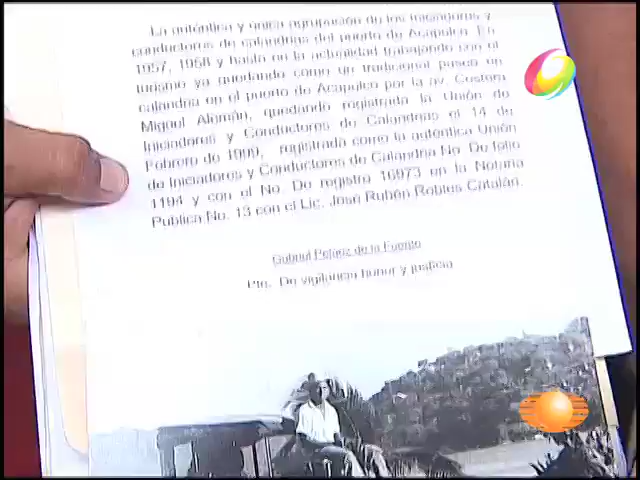 La auténtica y única agrupación de los iniciadores y
conductores de calandrias del puerto de Acapulco. En
1957, 1958 y hasta en la actualidad trabajando con el
turismo ya quedando como un tradicional paseo en
calandria en el puerto de Acapulco por la av. Costera
Miguel Alemán, quedando registrada la Unión de
Iniciadores y Conductores de Calandrias el 14 de
Febrero de 1999, registrada como la auténtica Unión
de Iniciadores y Conductores de Calandria No. De folio
1194 y con el No. De registro 16973 en la Notaria
Publica No. 13 con el Lic. José Rubén Robles Catalán.
Gabriel Peláez de la Fuente
Pte. De vigilancia honor y justicia